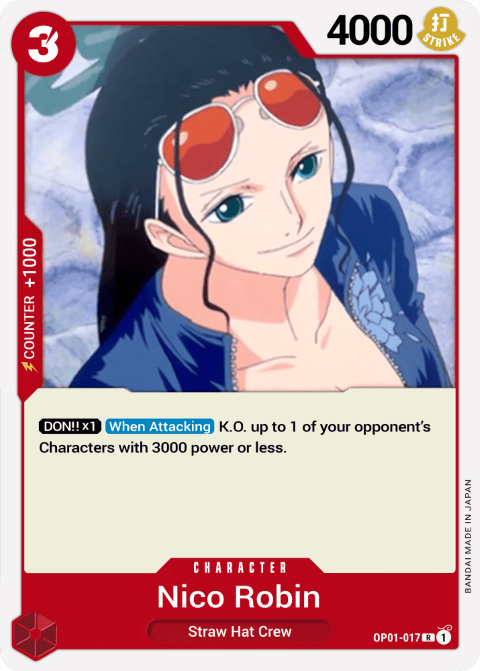 3
4000
打
STRIKE
COUNTER +1000
DON!! x1 When Attacking K.O. up to 1 of your opponent's
Characters with 3000 power or less.
BANDAI MADE IN JAPAN
CHARACTER
Nico Robin
Straw Hat Crew
OP01-017 R 1